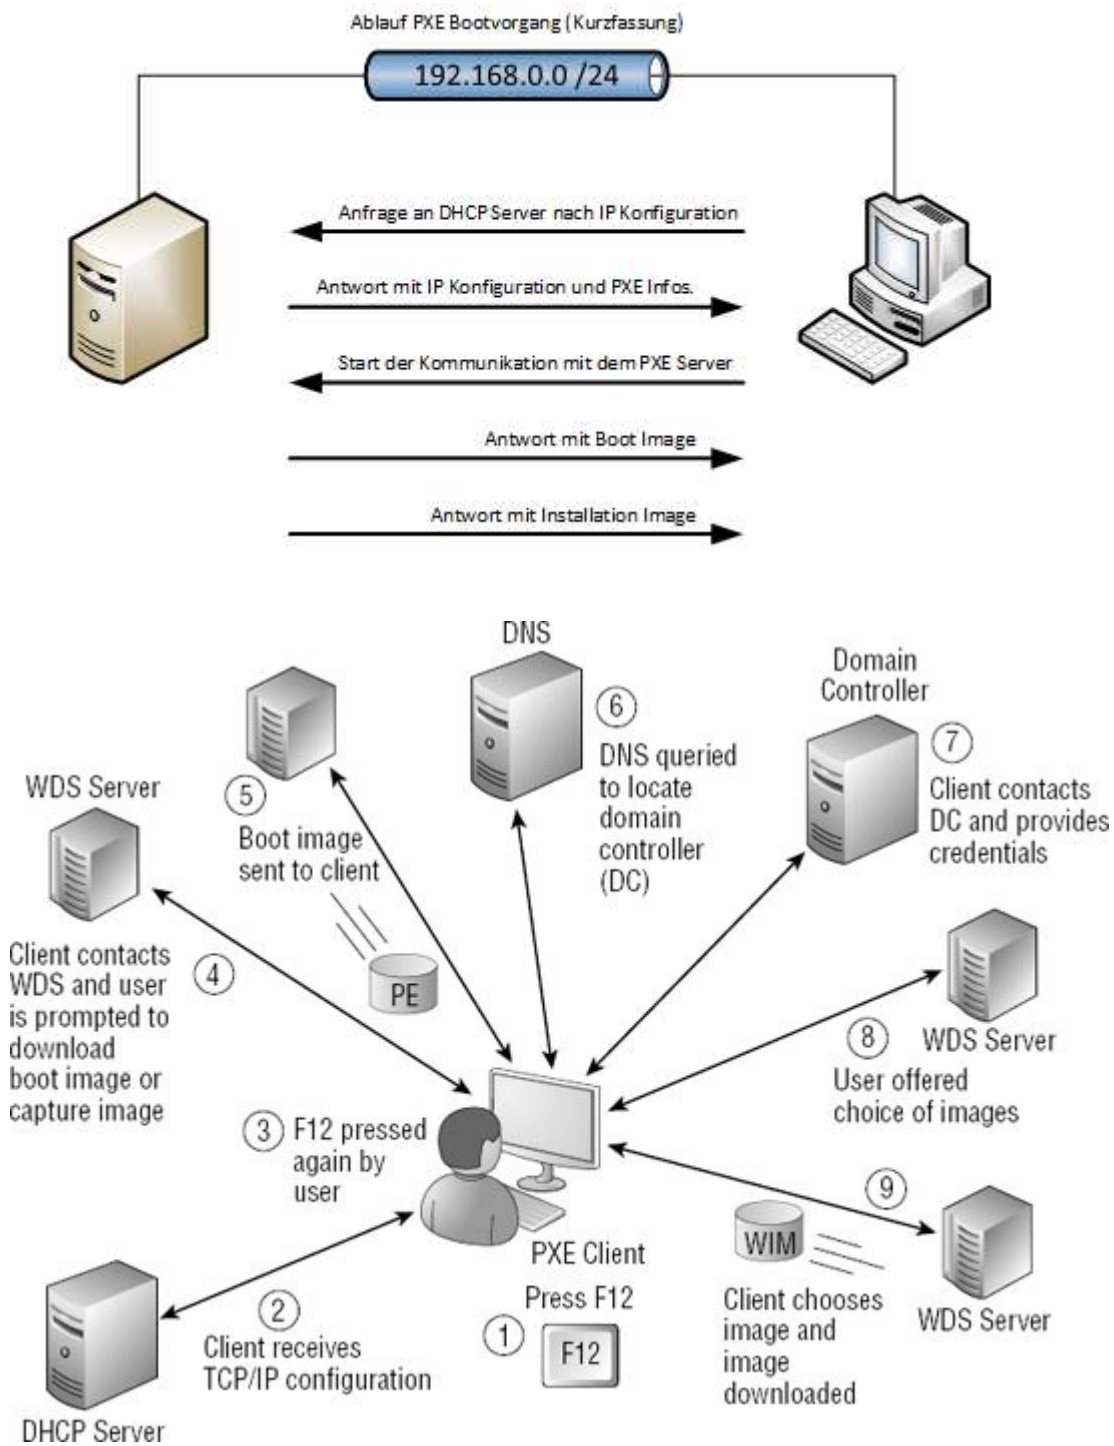 Ablauf PXE Bootvorgang (Kurzfassung)
192.168.0.0 /24
Anfrage an DHCP Server nach IP Konfiguration
Antwort mit IP Konfiguration und PXE Infos.
Start der Kommunikation mit dem PXE Server
Antwort mit Boot Image
Antwort mit Installation Image
DNS
6
DNS queried
to locate
domain
controller
(DC)
Domain
Controller
7
Client contacts
DC and provides
credentials
5
Boot image
sent to client
PE
WDS Server
4
Client contacts
WDS and user
is prompted to
download
boot image or
capture image
8
WDS Server
User offered
choice of images
3
F12 pressed
again by
user
9
WIM
WDS Server
Client chooses
image and
image
downloaded
PXE Client
Press F12
1
F12
2
Client receives
TCP/IP configuration
DHCP Server